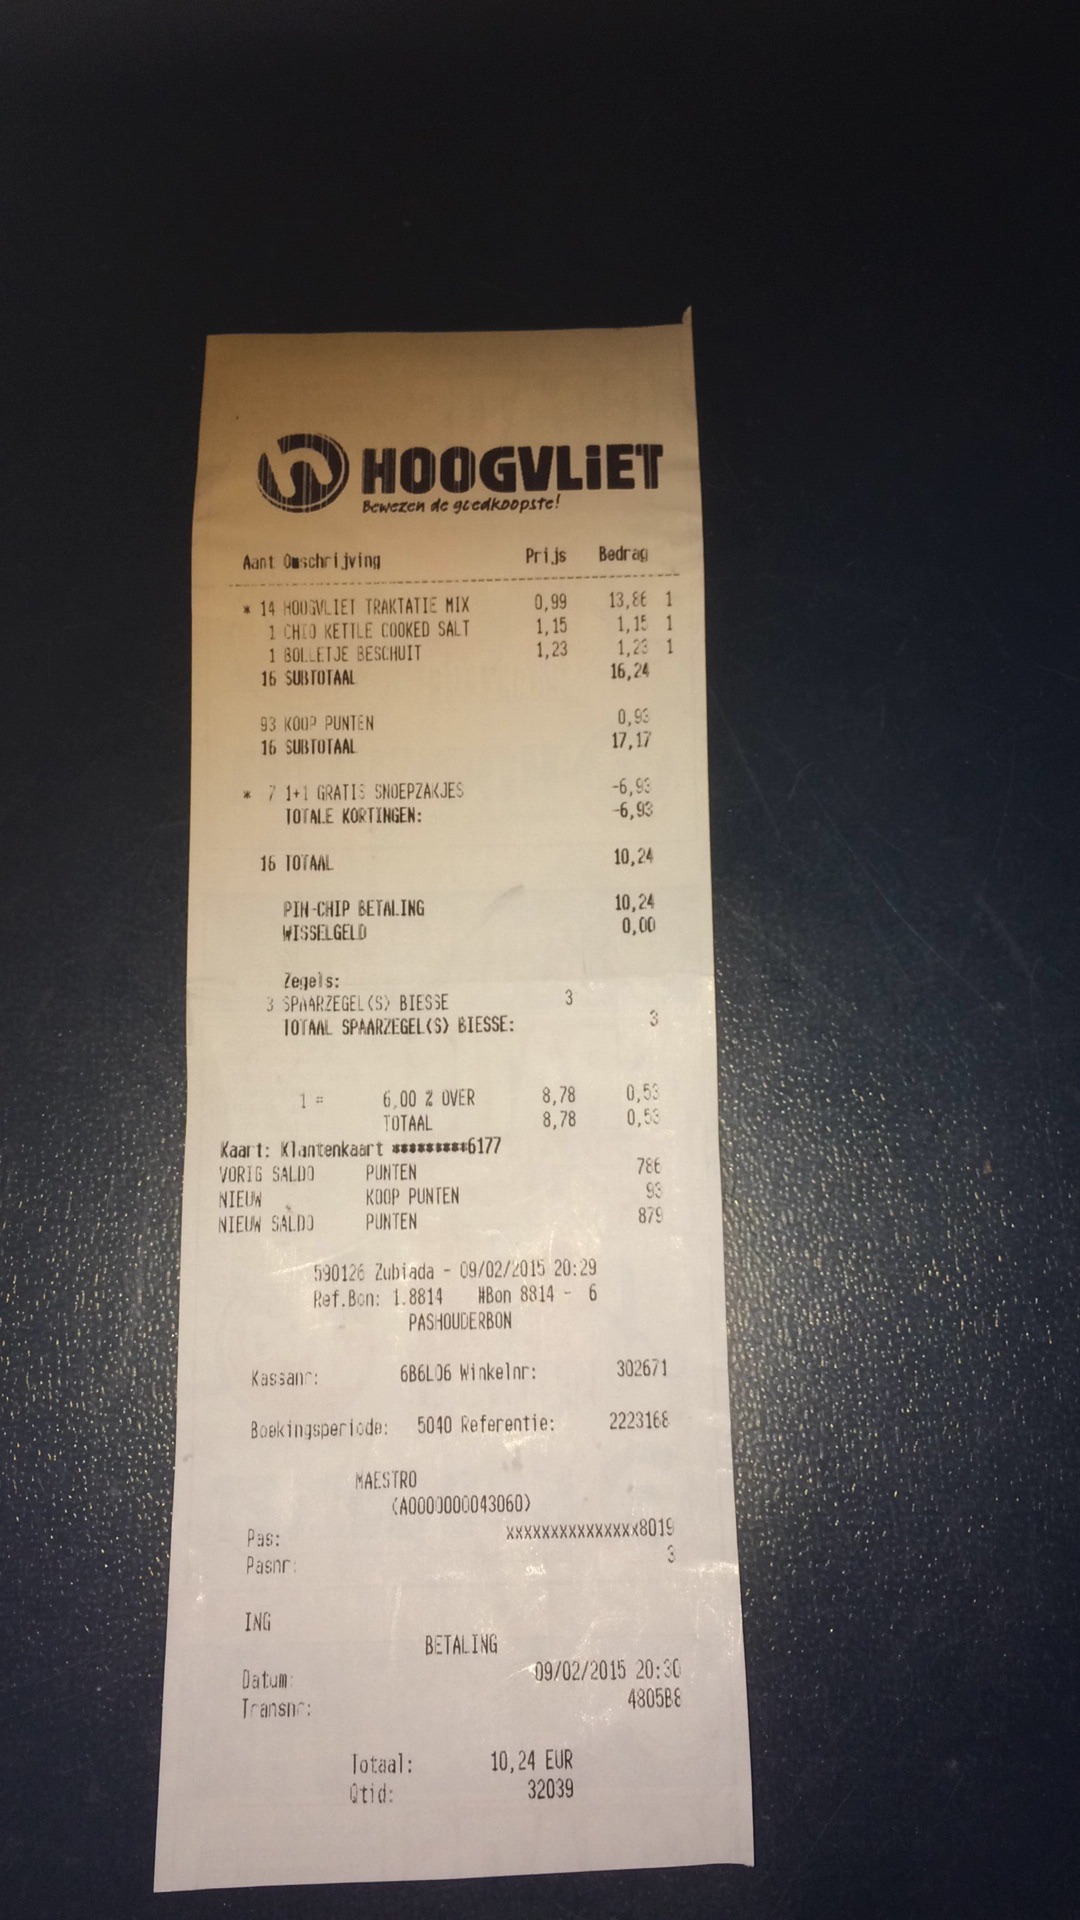 HOOGVLiET
Bewezen de goedkoopste!
Aant Omschrijving Prijs Bedrag
* 14 HOOGVLIET TRAKTATIE MIX 0,99 13,86 1
1 CHIO KETTLE COOKED SALT 1,15 1,15 1
1 BOLLETJE BESCHUIT 1,23 1,23 1
16 SUBTOTAAL 16,24
93 KOOP PUNTEN 0,93
16 SUBTOTAAL 17,17
* 7 1+1 GRATIS SNOEPZAKJES -6,93
TOTALE KORTINGEN: -6,93
16 TOTAAL 10,24
PIN-CHIP BETALING 10,24
WISSELGELD 0,00
Zegels:
3 SPAARZEGEL(S) BIESSE 3
TOTAAL SPAARZEGEL(S) BIESSE: 3
1 = 6,00 % OVER 8,78 0,53
TOTAAL 8,78 0,53
Kaart: Klantenkaart *********6177
VORIG SALDO PUNTEN 786
NIEUW KOOP PUNTEN 93
NIEUW SALDO PUNTEN 879
590126 Zubiada - 09/02/2015 20:29
Ref.Bon: 1.8814 #Bon 8814 - 6
PASHOUDERBON
Kassanr: 6B6L06 Winkelnr: 302671
Boekingsperiode: 5040 Referentie: 2223168
MAESTRO
(A0000000043060)
Pas: xxxxxxxxxxxxxxx8019
Pasnr: 3
ING
BETALING
Datum: 09/02/2015 20:30
Transnr: 4805B8
Totaal: 10,24 EUR
Qtid: 32039